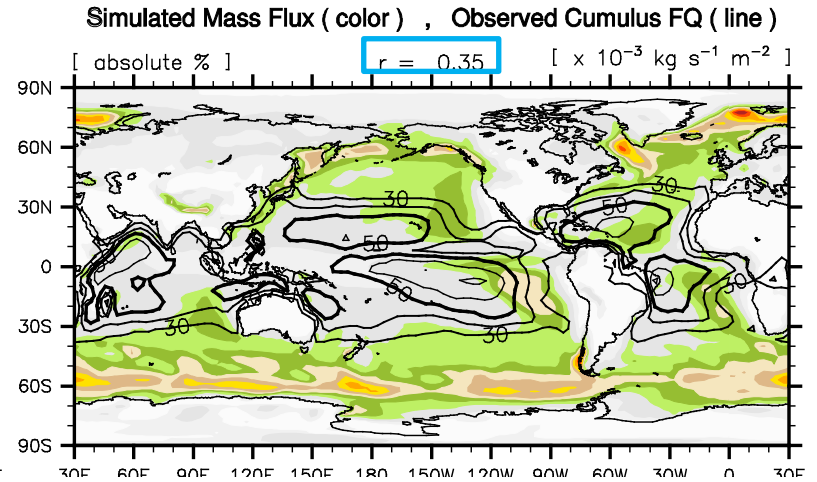 Simulated Mass Flux ( color ) , Observed Cumulus FQ ( line )
[ absolute % ] r = 0.35 [ x 10⁻³ kg s⁻¹ m⁻² ]
90N
60N
30N
0
30S
60S
90S
30
30
50
50
50
30
30
30
30E 60E 90E 120E 150E 180 150W 120W 90W 60W 30W 0 30E